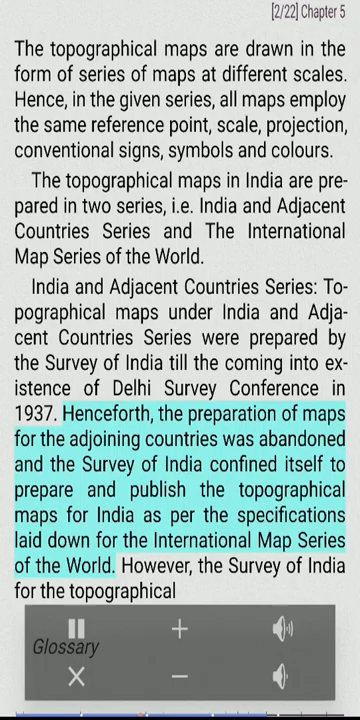 [2/22] Chapter 5
The topographical maps are drawn in the
form of series of maps at different scales.
Hence, in the given series, all maps employ
the same reference point, scale, projection,
conventional signs, symbols and colours.
The topographical maps in India are pre-
pared in two series, i.e. India and Adjacent
Countries Series and The International
Map Series of the World.
India and Adjacent Countries Series: To-
pographical maps under India and Adja-
cent Countries Series were prepared by
the Survey of India till the coming into ex-
istence of Delhi Survey Conference in
1937. Henceforth, the preparation of maps
for the adjoining countries was abandoned
and the Survey of India confined itself to
prepare and publish the topographical
maps for India as per the specifications
laid down for the International Map Series
of the World. However, the Survey of India
for the topographical
Glossary